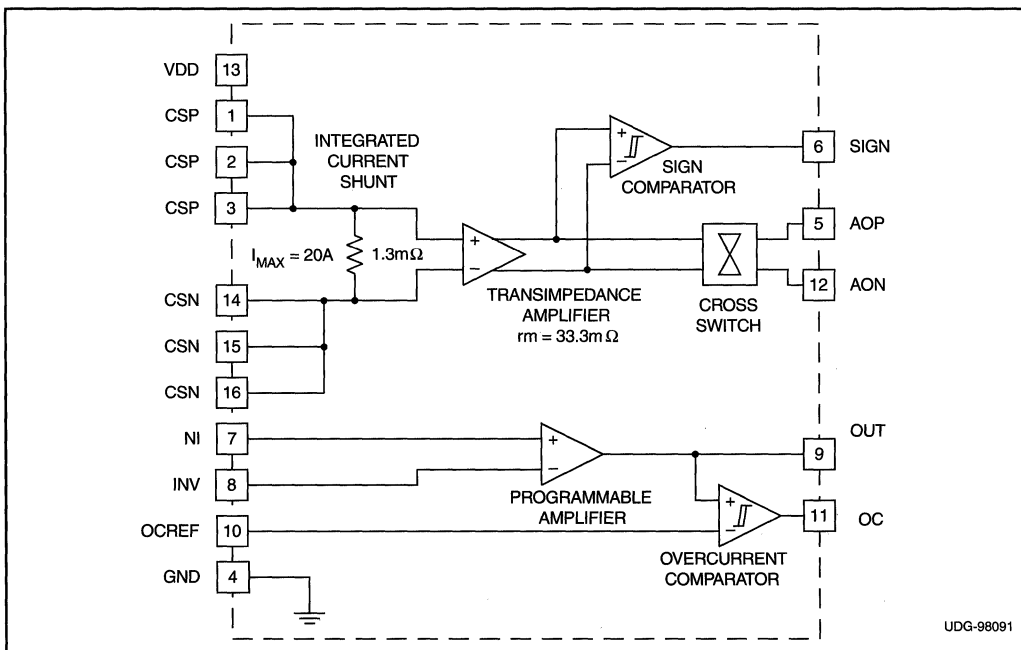 VDD 13
CSP 1
CSP 2
CSP 3
INTEGRATED
CURRENT
SHUNT
I_MAX = 20A
1.3mΩ
CSN 14
CSN 15
CSN 16
+
−
TRANSIMPEDANCE
AMPLIFIER
rm = 33.3mΩ
+
−
SIGN
COMPARATOR
CROSS
SWITCH
6 SIGN
5 AOP
12 AON
NI 7
INV 8
OCREF 10
GND 4
+
−
PROGRAMMABLE
AMPLIFIER
+
−
OVERCURRENT
COMPARATOR
OUT
9
11 OC
UDG-98091